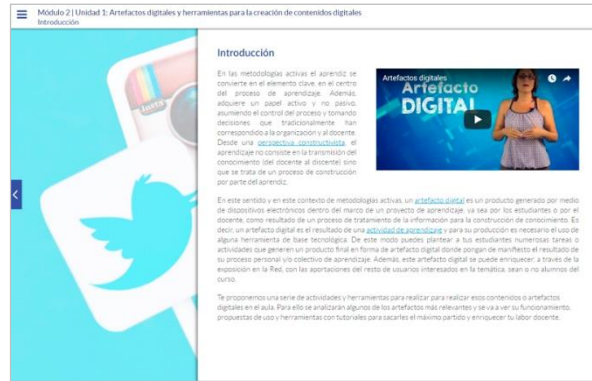 Módulo 2 | Unidad 1: Artefactos digitales y herramientas para la creación de contenidos digitales
Introducción
Insta
Introducción
En las metodologías activas el aprendiz se
convierte en el elemento clave, en el centro
del proceso de aprendizaje. Además,
adquiere un papel activo y no pasivo,
asumiendo el control del proceso y tomando
decisiones que tradicionalmente han
correspondido a la organización y al docente.
Desde una perspectiva constructivista, el
aprendizaje no consiste en la transmisión del
conocimiento (del docente al discente) sino
que se trata de un proceso de construcción
por parte del aprendiz.
Artefactos digitales
Artefacto
DIGITAL
En este sentido y en este contexto de metodologías activas, un artefacto digital es un producto generado por medio
de dispositivos electrónicos dentro del marco de un proyecto de aprendizaje, ya sea por los estudiantes o por el
docente, como resultado de un proceso de tratamiento de la información para la construcción de conocimiento. Es
decir, un artefacto digital es el resultado de una actividad de aprendizaje y para su producción es necesario el uso de
alguna herramienta de base tecnológica. De este modo puedes plantear a tus estudiantes numerosas tareas o
actividades que generen un producto final en forma de artefacto digital donde pongan de manifiesto el resultado de
su proceso personal y/o colectivo de aprendizaje. Además, este artefacto digital se puede enriquecer, a través de la
exposición en la Red, con las aportaciones del resto de usuarios interesados en la temática, sean o no alumnos del
curso.
Te proponemos una serie de actividades y herramientas para realizar para realizar esos contenidos o artefactos
digitales en el aula. Para ello se analizarán algunos de los artefactos más relevantes y se va a ver su funcionamiento,
propuestas de uso y herramientas con tutoriales para sacarles el máximo partido y enriquecer tu labor docente.